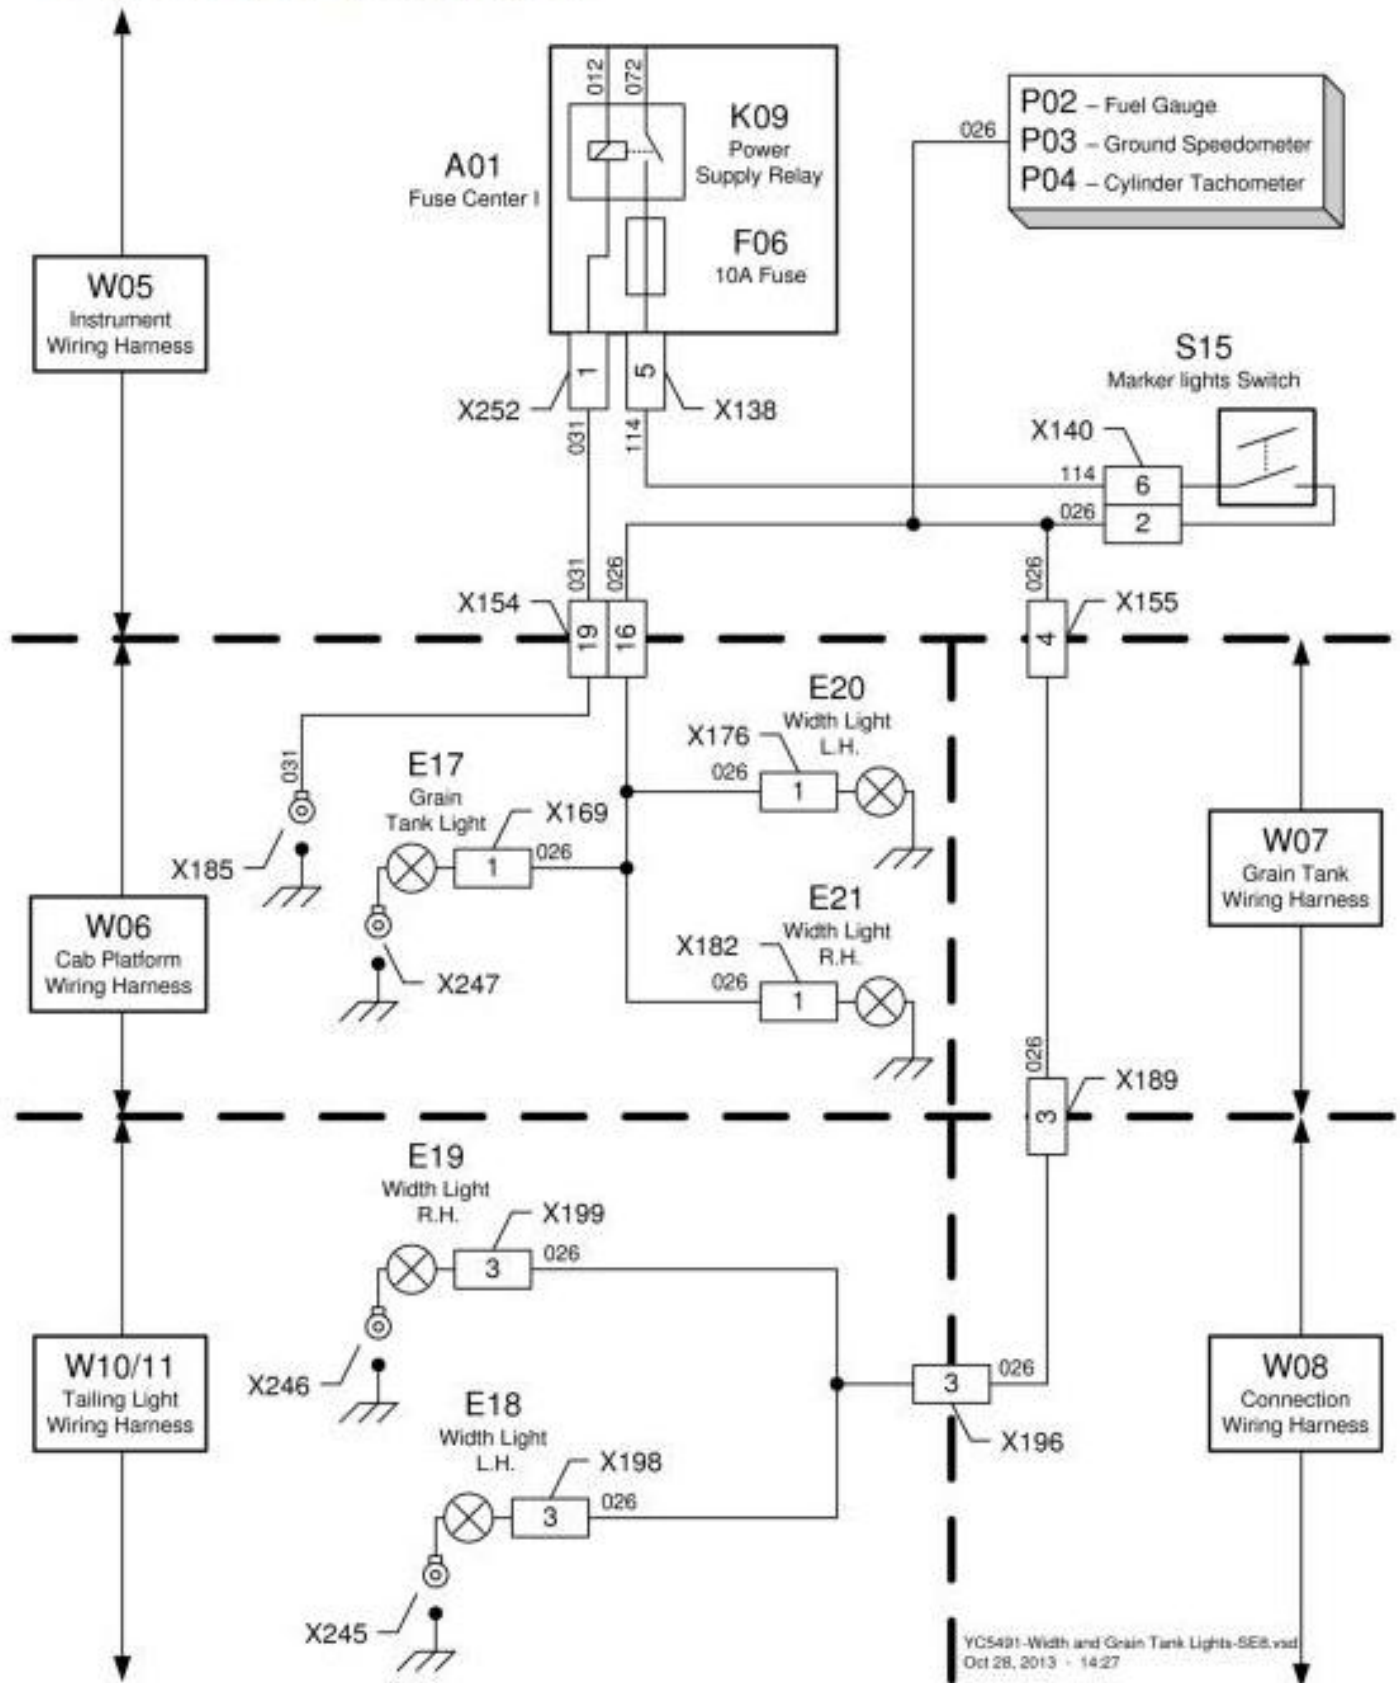 012
072
K09
Power
Supply Relay
A01
Fuse Center I
F06
10A Fuse
026
P02 – Fuel Gauge
P03 – Ground Speedometer
P04 – Cylinder Tachometer
W05
Instrument
Wiring Harness
1
5
X252
X138
031
114
S15
Marker lights Switch
X140
114
6
026
2
031
026
026
X154
19
16
4
X155
E20
Width Light
L.H.
X176
026
1
031
X185
E17
Grain
Tank Light
X169
1
026
X247
E21
Width Light
R.H.
X182
026
1
W06
Cab Platform
Wiring Harness
W07
Grain Tank
Wiring Harness
026
3
X189
E19
Width Light
R.H.
X199
3
026
X246
W10/11
Tailing Light
Wiring Harness
3
026
X196
W08
Connection
Wiring Harness
E18
Width Light
L.H.
X198
3
026
X245
YC5491-Width and Grain Tank Lights-SE8.vsd
Oct 28, 2013 - 14:27